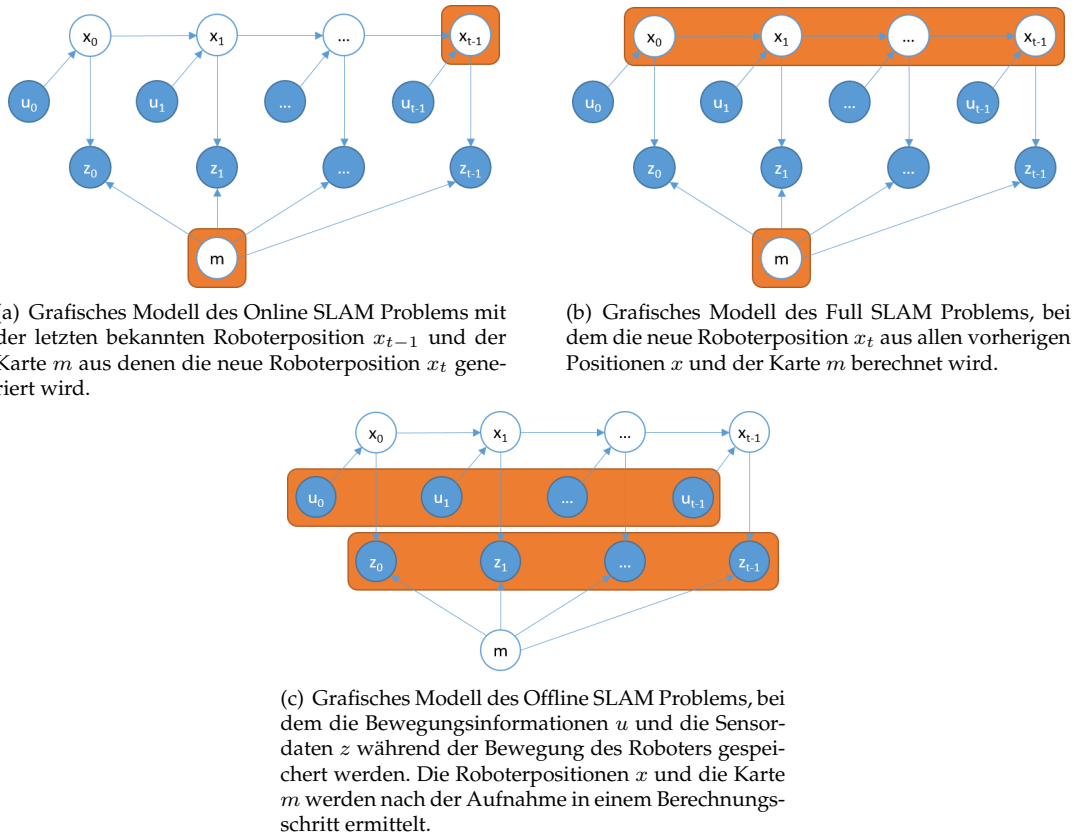 x₀ x₁ ... xₜ₋₁
u₀ u₁ ... uₜ₋₁
z₀ z₁ ... zₜ₋₁
m
(a) Grafisches Modell des Online SLAM Problems mit
der letzten bekannten Roboterposition xₜ₋₁ und der
Karte m aus denen die neue Roboterposition xₜ gene-
riert wird.
x₀ x₁ ... xₜ₋₁
u₀ u₁ ... uₜ₋₁
z₀ z₁ ... zₜ₋₁
m
(b) Grafisches Modell des Full SLAM Problems, bei
dem die neue Roboterposition xₜ aus allen vorherigen
Positionen x und der Karte m berechnet wird.
x₀ x₁ ... xₜ₋₁
u₀ u₁ ... uₜ₋₁
z₀ z₁ ... zₜ₋₁
m
(c) Grafisches Modell des Offline SLAM Problems, bei
dem die Bewegungsinformationen u und die Sensor-
daten z während der Bewegung des Roboters gespei-
chert werden. Die Roboterpositionen x und die Karte
m werden nach der Aufnahme in einem Berechnungs-
schritt ermittelt.